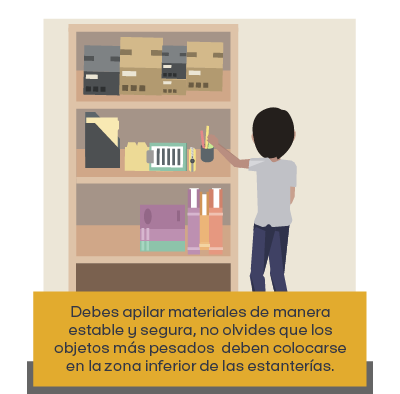 Debes apilar materiales de manera
estable y segura, no olvides que los
objetos más pesados deben colocarse
en la zona inferior de las estanterías.